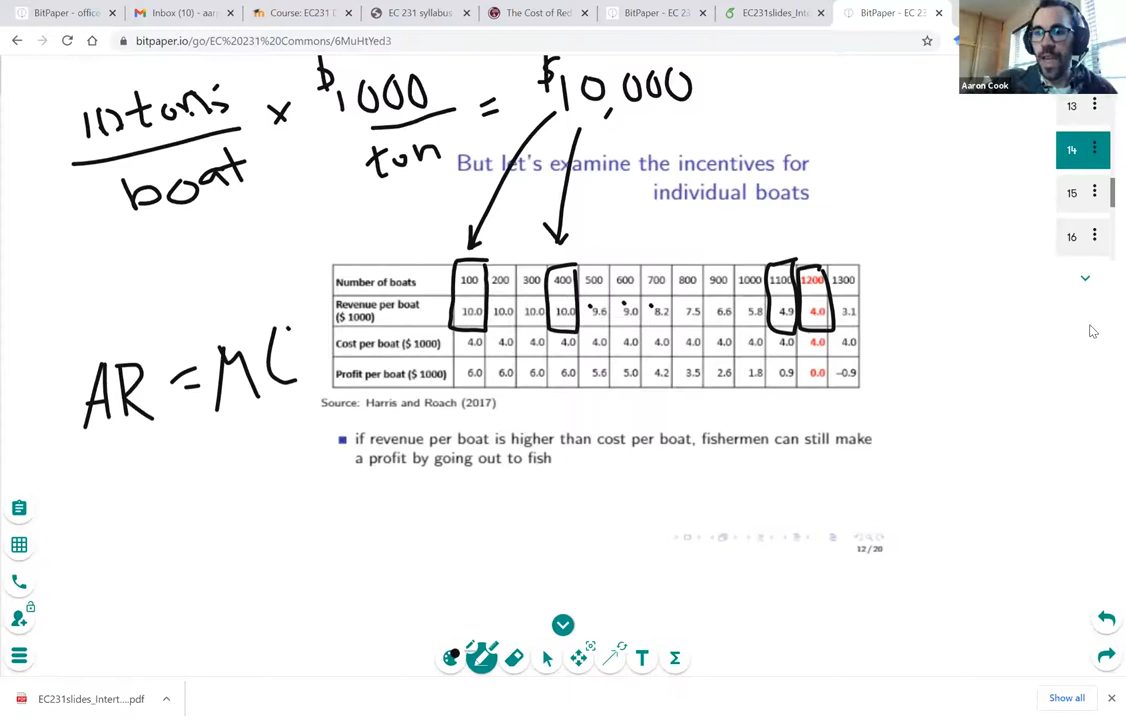 BitPaper - office
Inbox (10) - aar
Course: EC231 D
EC 231 syllabus
The Cost of Red
BitPaper - EC 23
EC231slides_Inte
BitPaper - EC 23
bitpaper.io/go/EC%20231%20Commons/6MuHtYed3
Aaron Cook
10 tons × $1000 = $10,000
boat ton
13
14
15
16
But let's examine the incentives for
individual boats
Number of boats 100 200 300 400 500 600 700 800 900 1000 1100 1200 1300
Revenue per boat
($ 1000) 10.0 10.0 10.0 10.0 9.6 9.0 8.2 7.5 6.6 5.8 4.9 4.0 3.1
Cost per boat ($ 1000) 4.0 4.0 4.0 4.0 4.0 4.0 4.0 4.0 4.0 4.0 4.0 4.0 4.0
Profit per boat ($ 1000) 6.0 6.0 6.0 6.0 5.6 5.0 4.2 3.5 2.6 1.8 0.9 0.0 −0.9
AR = MC
Source: Harris and Roach (2017)
if revenue per boat is higher than cost per boat, fishermen can still make
a profit by going out to fish
12 / 20
T Σ
EC231slides_Intert....pdf
Show all